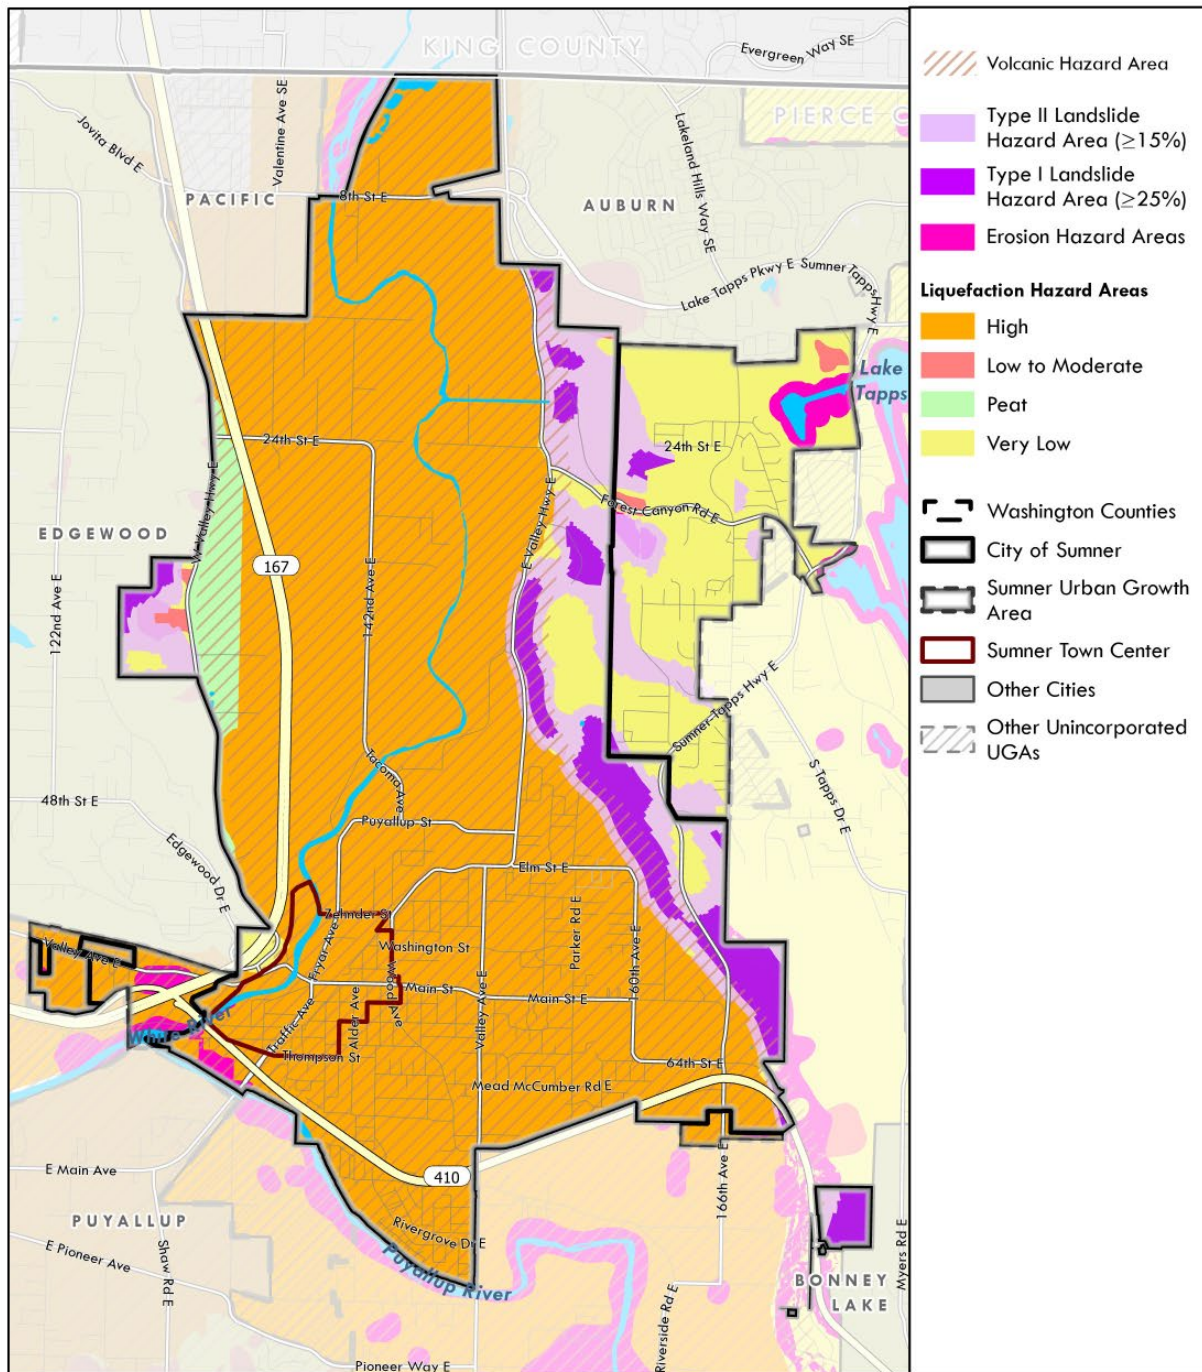 KING COUNTY
Evergreen Way SE
PIERCE C
Jovita Blvd E
Valentine Ave SE
Lakeland Hills Way SE
PACIFIC
8th St E
AUBURN
Lake Tapps Pkwy E
Sumner Tapps Hwy E
Lake
Tapps
24th St E
24th St E
W Valley Hwy E
E Valley Hwy E
Forest Canyon Rd E
EDGEWOOD
167
122nd Ave E
142nd Ave E
Sumner-Tapps Hwy E
S Tapps Dr E
Tacoma Ave
48th St E
Puyallup St
Edgewood Dr E
Elm St E
Zehnder St
Parker Rd E
Valley Ave E
Fryar Ave
Washington St
Wood Ave
160th Ave E
Main St
Main St E
Valley Ave E
White River
Traffic Ave
Alder Ave
Thompson St
64th St E
Mead McCumber Rd E
E Main Ave
410
166th Ave E
PUYALLUP
Rivergrove Dr E
E Pioneer Ave
Shaw Rd E
Puyallup River
Myers Rd E
BONNEY
LAKE
Riverside Rd E
Pioneer Way E
Volcanic Hazard Area
Type II Landslide
Hazard Area (≥15%)
Type I Landslide
Hazard Area (≥25%)
Erosion Hazard Areas
Liquefaction Hazard Areas
High
Low to Moderate
Peat
Very Low
Washington Counties
City of Sumner
Sumner Urban Growth
Area
Sumner Town Center
Other Cities
Other Unincorporated
UGAs